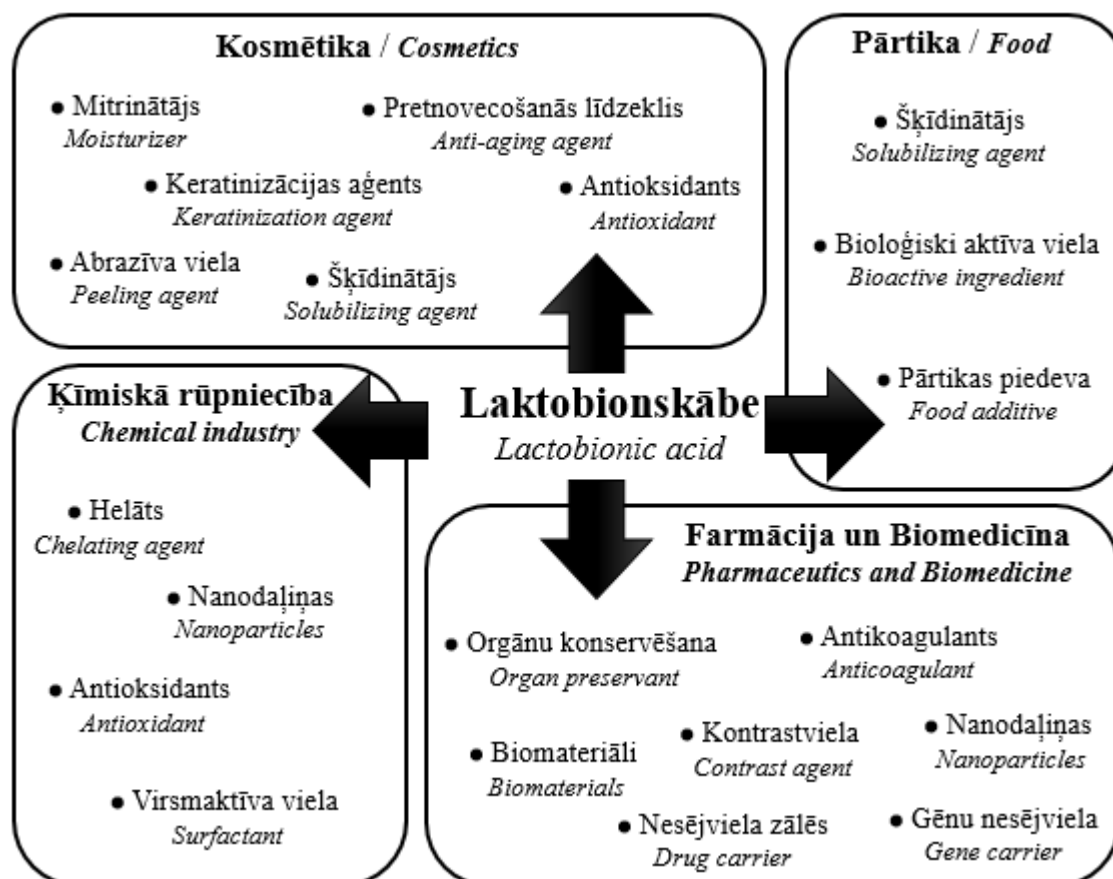 Kosmētika / Cosmetics
● Mitrinātājs
Moisturizer
● Pretnovecošanās līdzeklis
Anti-aging agent
● Keratinizācijas aģents
Keratinization agent
● Antioksidants
Antioxidant
● Abrazīva viela
Peeling agent
● Šķīdinātājs
Solubilizing agent
Pārtika / Food
● Šķīdinātājs
Solubilizing agent
● Bioloģiski aktīva viela
Bioactive ingredient
● Pārtikas piedeva
Food additive
Laktobionskābe
Lactobionic acid
Ķīmiskā rūpniecība
Chemical industry
● Helāts
Chelating agent
● Nanodaļiņas
Nanoparticles
● Antioksidants
Antioxidant
● Virsmaktīva viela
Surfactant
Farmācija un Biomedicīna
Pharmaceutics and Biomedicine
● Orgānu konservēšana
Organ preservant
● Antikoagulants
Anticoagulant
● Biomateriāli
Biomaterials
● Kontrastviela
Contrast agent
● Nanodaļiņas
Nanoparticles
● Nesējviela zālēs
Drug carrier
● Gēnu nesējviela
Gene carrier